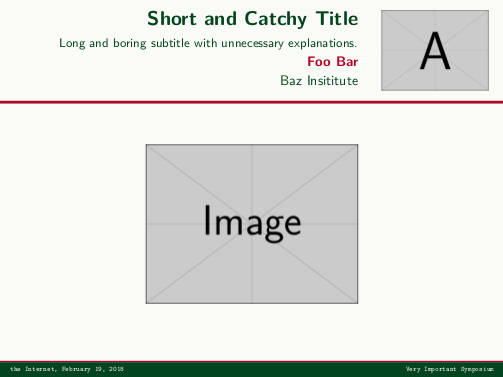 Short and Catchy Title
Long and boring subtitle with unnecessary explanations.
Foo Bar
Baz Insititute
A
Image
the Internet, February 19, 2018
Very Important Symposium